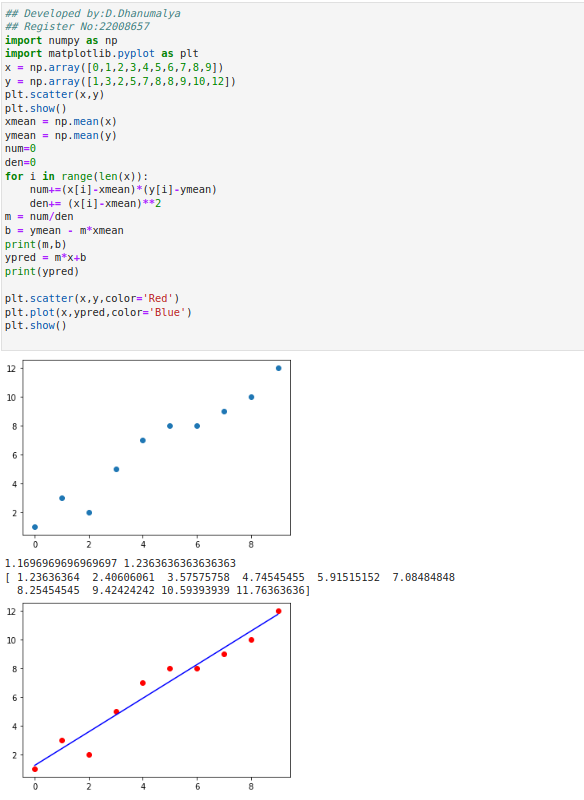 ## Developed by:D.Dhanumalya
## Register No:22008657
import numpy as np
import matplotlib.pyplot as plt
x = np.array([0,1,2,3,4,5,6,7,8,9])
y = np.array([1,3,2,5,7,8,8,9,10,12])
plt.scatter(x,y)
plt.show()
xmean = np.mean(x)
ymean = np.mean(y)
num=0
den=0
for i in range(len(x)):
    num+=(x[i]-xmean)*(y[i]-ymean)
    den+= (x[i]-xmean)**2
m = num/den
b = ymean - m*xmean
print(m,b)
ypred = m*x+b
print(ypred)
plt.scatter(x,y,color='Red')
plt.plot(x,ypred,color='Blue')
plt.show()
12
10
8
6
4
2
0 2 4 6 8
1.1696969696969697 1.2363636363636363
[ 1.23636364  2.40606061  3.57575758  4.74545455  5.91515152  7.08484848
  8.25454545  9.42424242 10.59393939 11.76363636]
12
10
8
6
4
2
0 2 4 6 8